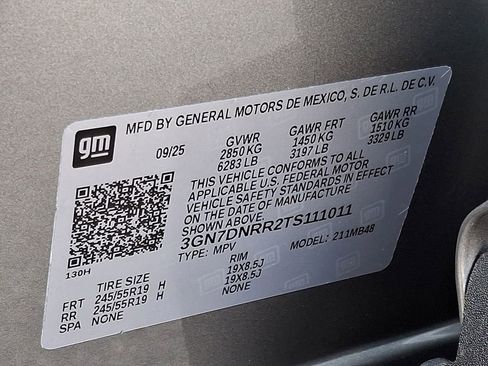 gm
MFD BY GENERAL MOTORS DE MEXICO, S. DE R.L. DE C.V.
09/25 GVWR GAWR FRT GAWR RR
2850 KG 1450 KG 1510 KG
6283 LB 3197 LB 3329 LB
THIS VEHICLE CONFORMS TO ALL
APPLICABLE U.S. FEDERAL MOTOR
VEHICLE SAFETY STANDARDS IN EFFECT
ON THE DATE OF MANUFACTURE
SHOWN ABOVE.
3GN7DNRR2TS111011
TYPE: MPV MODEL: 211MB48
130H
TIRE SIZE RIM
FRT 245/55R19 H 19X8.5J
RR 245/55R19 H 19X8.5J
SPA NONE NONE